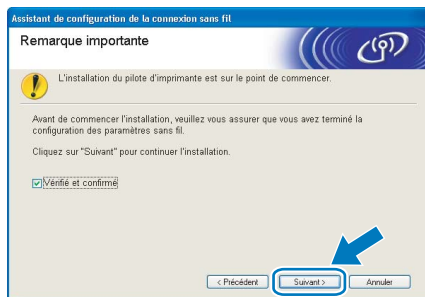 Assistant de configuration de la connexion sans fil
Remarque importante
L'installation du pilote d'imprimante est sur le point de commencer.
Avant de commencer l'installation, veuillez vous assurer que vous avez terminé la
configuration des paramètres sans fil.
Cliquez sur "Suivant" pour continuer l'installation.
Vérifié et confirmé
< Précédent
Suivant >
Annuler